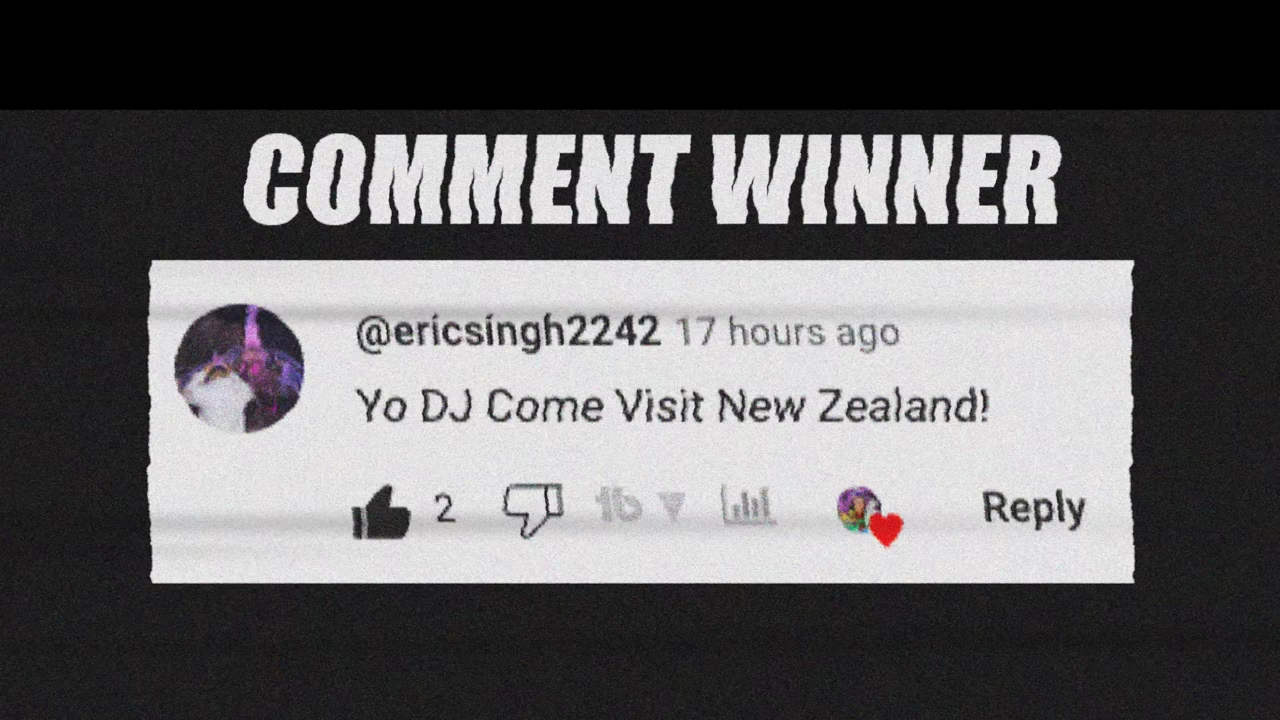 COMMENT WINNER
@ericsingh2242 17 hours ago
Yo DJ Come Visit New Zealand!
2 Reply